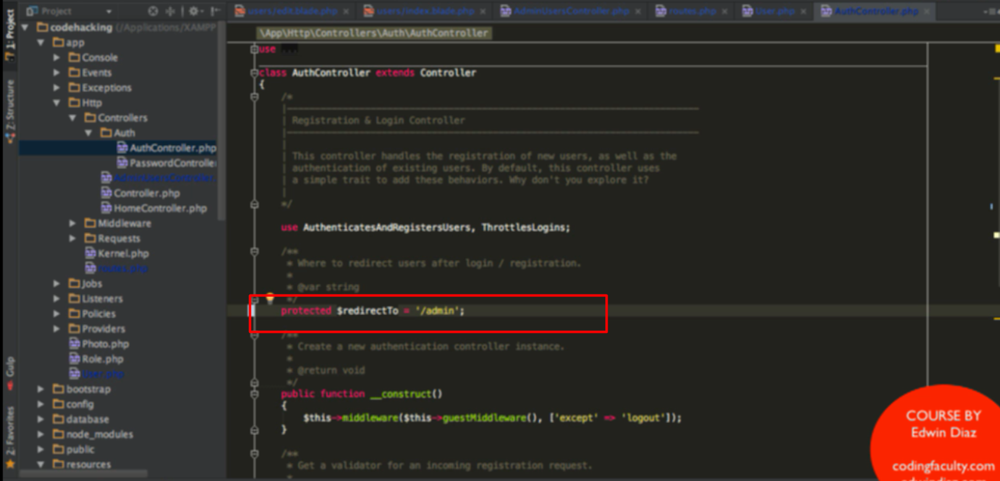 Project
users/edit.blade.php
users/index.blade.php
AdminUsersController.php
routes.php
User.php
AuthController.php
1: Project
Z: Structure
Gulp
2: Favorites
codehacking (/Applications/XAMPP
app
Console
Events
Exceptions
Http
Controllers
Auth
AuthController.php
PasswordController
AdminUsersController.
Controller.php
HomeController.php
Middleware
Requests
Kernel.php
routes.php
Jobs
Listeners
Policies
Providers
Photo.php
Role.php
User.php
bootstrap
config
database
node_modules
public
resources
\App\Http\Controllers\Auth\AuthController
use ...
class AuthController extends Controller
{
/*
|--------------------------------------------------------------------------
| Registration & Login Controller
|--------------------------------------------------------------------------
|
| This controller handles the registration of new users, as well as the
| authentication of existing users. By default, this controller uses
| a simple trait to add these behaviors. Why don't you explore it?
|
*/
use AuthenticatesAndRegistersUsers, ThrottlesLogins;
/**
* Where to redirect users after login / registration.
*
* @var string
*/
protected $redirectTo = '/admin';
/**
* Create a new authentication controller instance.
*
* @return void
*/
public function __construct()
{
$this->middleware($this->guestMiddleware(), ['except' => 'logout']);
}
/**
* Get a validator for an incoming registration request.
*
COURSE BY
Edwin Diaz
codingfaculty.com